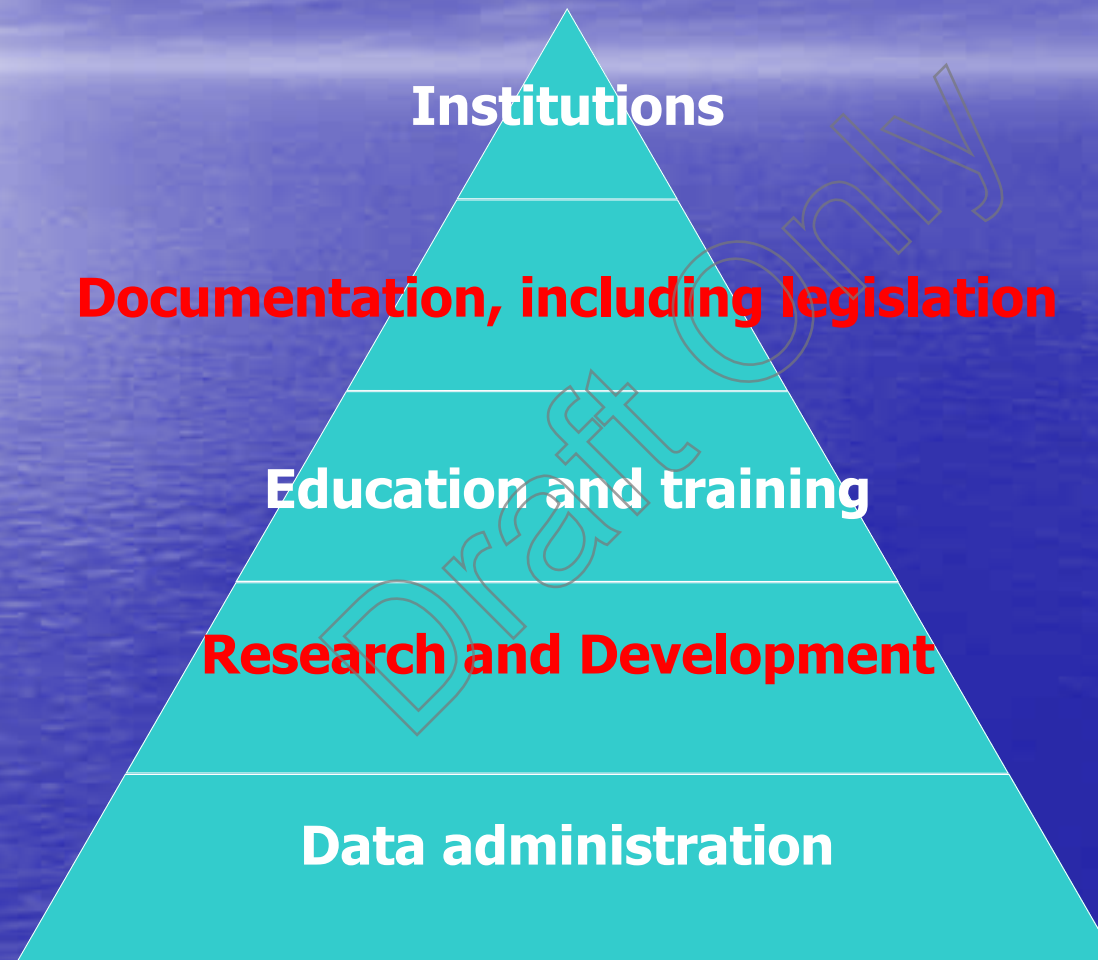 Institutions
Documentation, including legislation
Education and training
Research and Development
Data administration
Draft Only